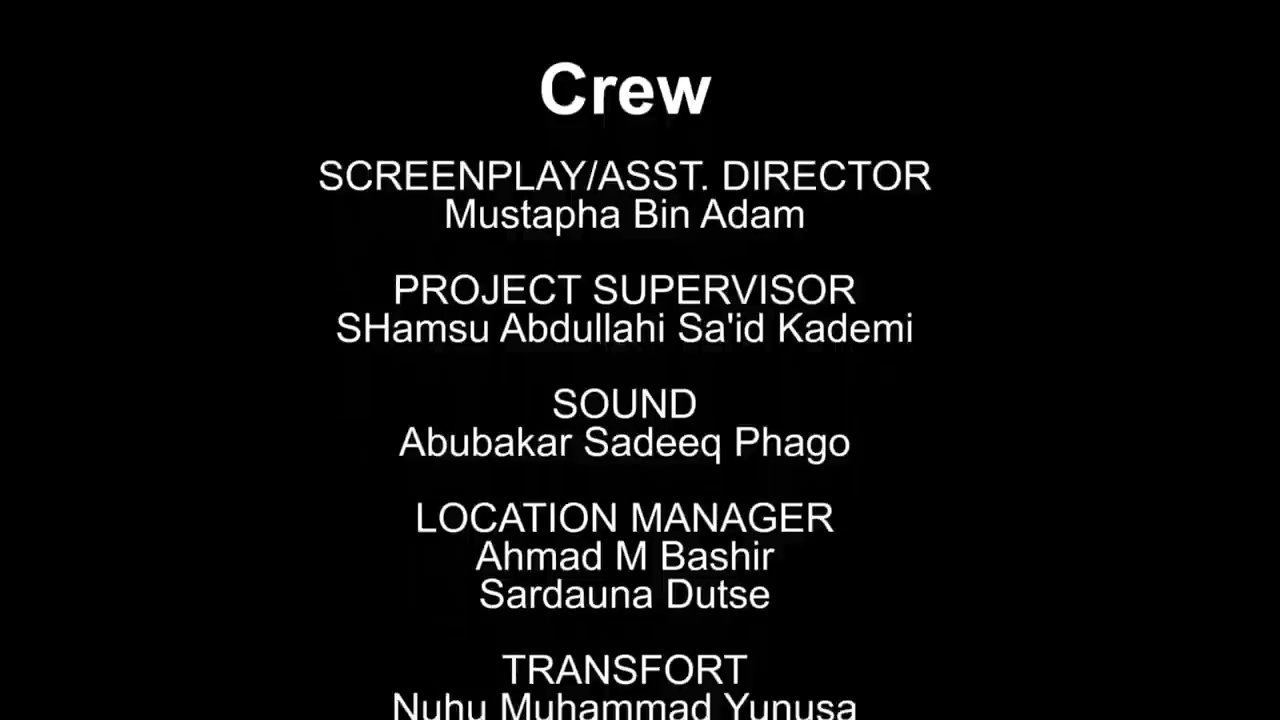 Crew
SCREENPLAY/ASST. DIRECTOR
Mustapha Bin Adam
PROJECT SUPERVISOR
SHamsu Abdullahi Sa'id Kademi
SOUND
Abubakar Sadeeq Phago
LOCATION MANAGER
Ahmad M Bashir
Sardauna Dutse
TRANSFORT
Nuhu Muhammad Yunusa